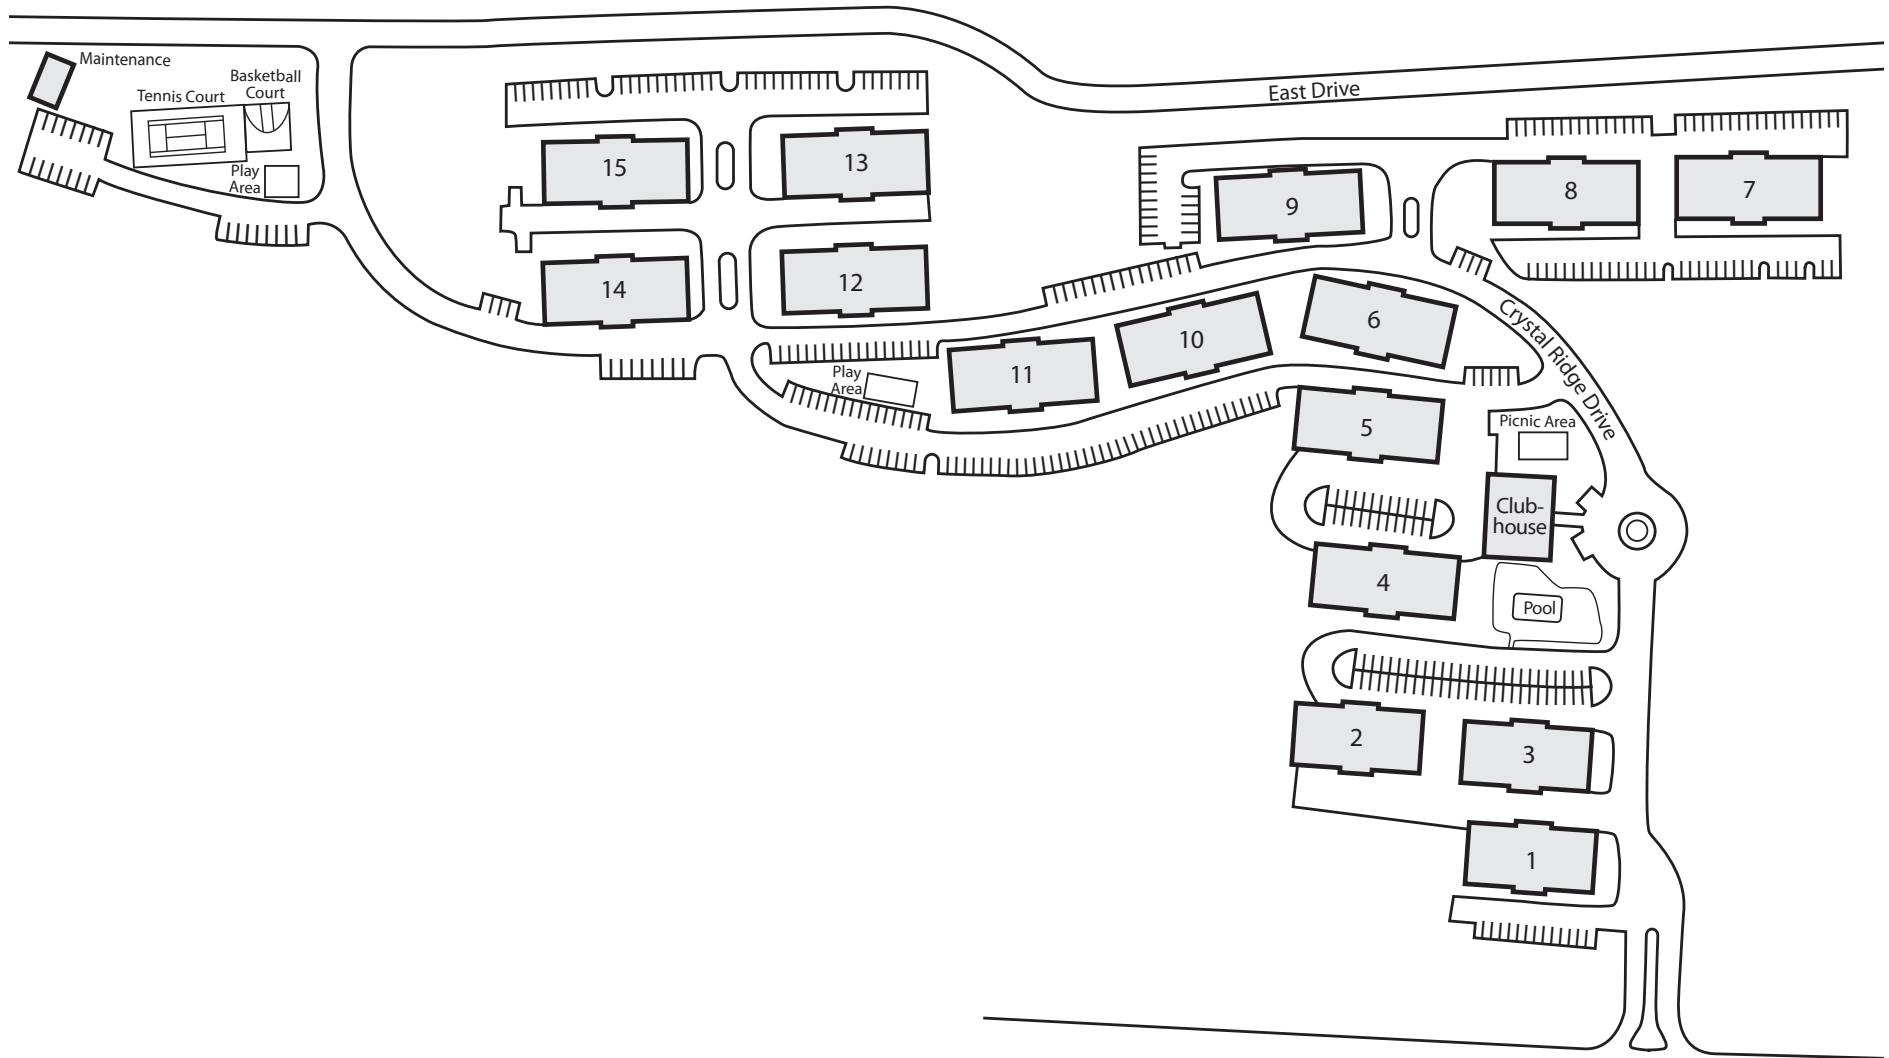 Maintenance
Basketball
Court
Tennis Court
Play
Area
East Drive
15
13
8
7
9
14
12
6
10
11
Crystal Ridge Drive
Play
Area
5
Picnic Area
Club-
house
4
Pool
2
3
1